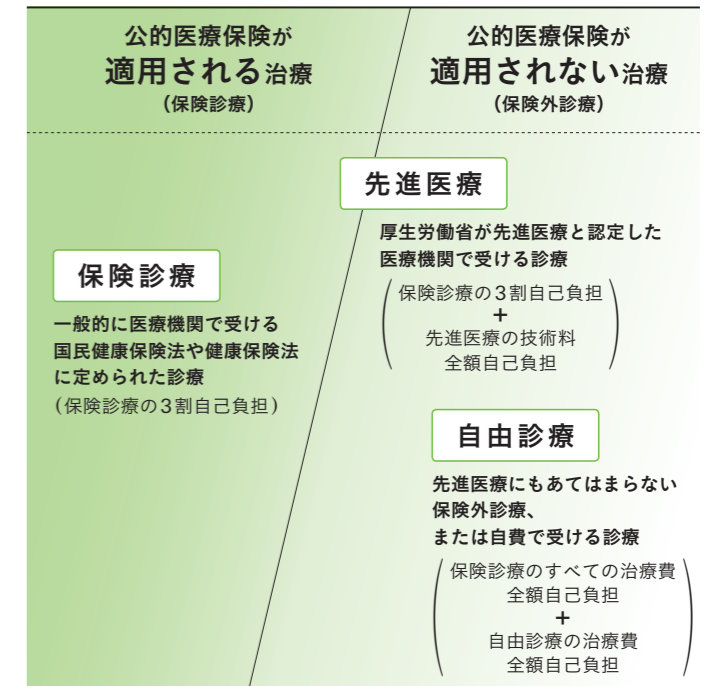 公的医療保険が
適用される治療
(保険診療)
公的医療保険が
適用されない治療
(保険外診療)
先進医療
厚生労働省が先進医療と認定した
医療機関で受ける診療
(保険診療の3割自己負担
+
先進医療の技術料
全額自己負担)
保険診療
一般的に医療機関で受ける
国民健康保険法や健康保険法
に定められた診療
(保険診療の3割自己負担)
自由診療
先進医療にもあてはまらない
保険外診療、
または自費で受ける診療
(保険診療のすべての治療費
全額自己負担
+
自由診療の治療費
全額自己負担)